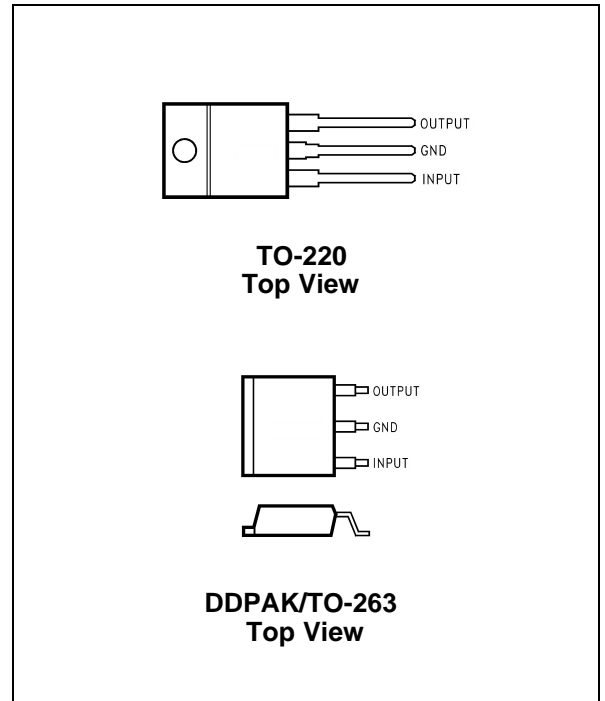 OUTPUT
GND
INPUT
TO-220
Top View
OUTPUT
GND
INPUT
DDPAK/TO-263
Top View